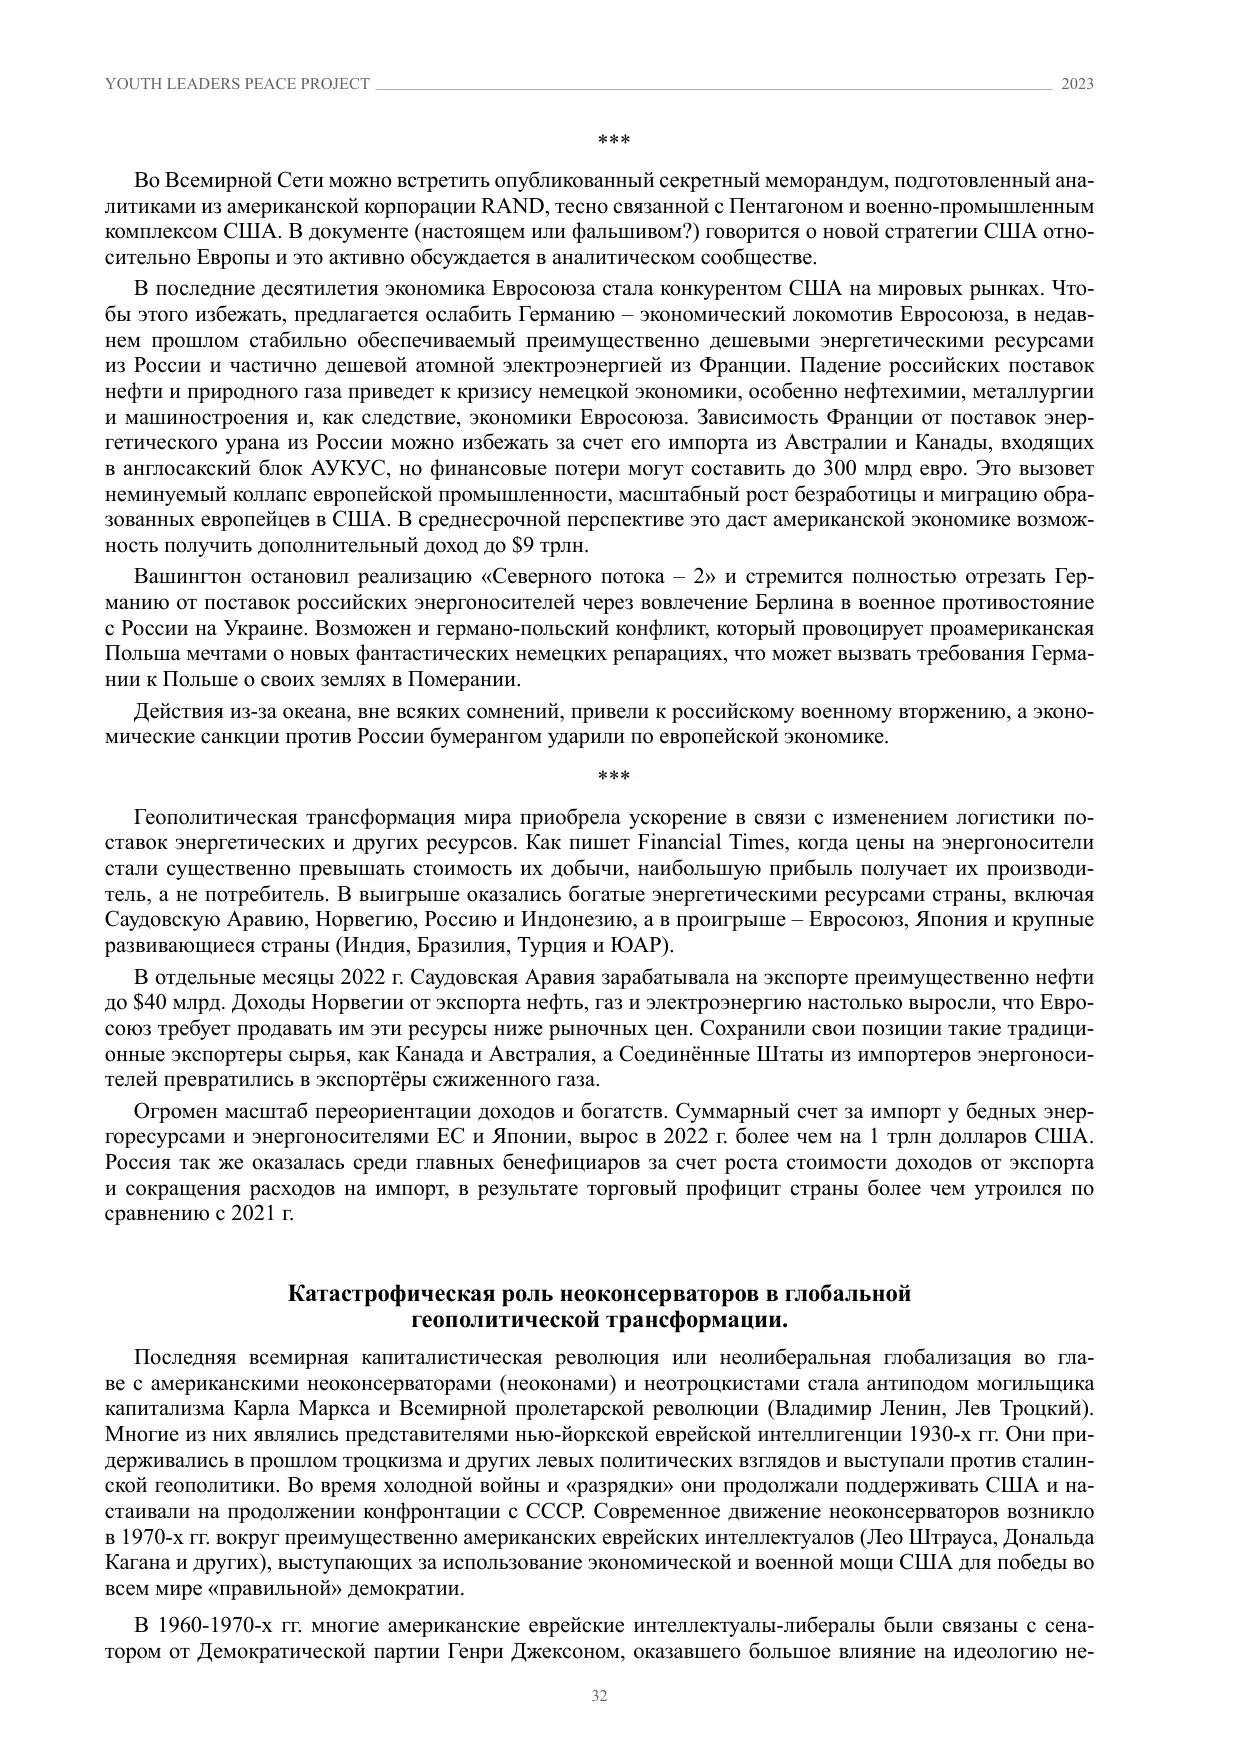 YOUTH LEADERS PEACE PROJECT 2023
***
Во Всемирной Сети можно встретить опубликованный секретный меморандум, подготовленный ана-
литиками из американской корпорации RAND, тесно связанной с Пентагоном и военно-промышленным
комплексом США. В документе (настоящем или фальшивом?) говорится о новой стратегии США отно-
сительно Европы и это активно обсуждается в аналитическом сообществе.
В последние десятилетия экономика Евросоюза стала конкурентом США на мировых рынках. Что-
бы этого избежать, предлагается ослабить Германию – экономический локомотив Евросоюза, в недав-
нем прошлом стабильно обеспечиваемый преимущественно дешевыми энергетическими ресурсами
из России и частично дешевой атомной электроэнергией из Франции. Падение российских поставок
нефти и природного газа приведет к кризису немецкой экономики, особенно нефтехимии, металлургии
и машиностроения и, как следствие, экономики Евросоюза. Зависимость Франции от поставок энер-
гетического урана из России можно избежать за счет его импорта из Австралии и Канады, входящих
в англосакский блок АУКУС, но финансовые потери могут составить до 300 млрд евро. Это вызовет
неминуемый коллапс европейской промышленности, масштабный рост безработицы и миграцию обра-
зованных европейцев в США. В среднесрочной перспективе это даст американской экономике возмож-
ность получить дополнительный доход до $9 трлн.
Вашингтон остановил реализацию «Северного потока – 2» и стремится полностью отрезать Гер-
манию от поставок российских энергоносителей через вовлечение Берлина в военное противостояние
с России на Украине. Возможен и германо-польский конфликт, который провоцирует проамериканская
Польша мечтами о новых фантастических немецких репарациях, что может вызвать требования Герма-
нии к Польше о своих землях в Померании.
Действия из-за океана, вне всяких сомнений, привели к российскому военному вторжению, а эконо-
мические санкции против России бумерангом ударили по европейской экономике.
***
Геополитическая трансформация мира приобрела ускорение в связи с изменением логистики по-
ставок энергетических и других ресурсов. Как пишет Financial Times, когда цены на энергоносители
стали существенно превышать стоимость их добычи, наибольшую прибыль получает их производи-
тель, а не потребитель. В выигрыше оказались богатые энергетическими ресурсами страны, включая
Саудовскую Аравию, Норвегию, Россию и Индонезию, а в проигрыше – Евросоюз, Япония и крупные
развивающиеся страны (Индия, Бразилия, Турция и ЮАР).
В отдельные месяцы 2022 г. Саудовская Аравия зарабатывала на экспорте преимущественно нефти
до $40 млрд. Доходы Норвегии от экспорта нефть, газ и электроэнергию настолько выросли, что Евро-
союз требует продавать им эти ресурсы ниже рыночных цен. Сохранили свои позиции такие традици-
онные экспортеры сырья, как Канада и Австралия, а Соединённые Штаты из импортеров энергоноси-
телей превратились в экспортёры сжиженного газа.
Огромен масштаб переориентации доходов и богатств. Суммарный счет за импорт у бедных энер-
горесурсами и энергоносителями ЕС и Японии, вырос в 2022 г. более чем на 1 трлн долларов США.
Россия так же оказалась среди главных бенефициаров за счет роста стоимости доходов от экспорта
и сокращения расходов на импорт, в результате торговый профицит страны более чем утроился по
сравнению с 2021 г.
Катастрофическая роль неоконсерваторов в глобальной
геополитической трансформации.
Последняя всемирная капиталистическая революция или неолиберальная глобализация во гла-
ве с американскими неоконсерваторами (неоконами) и неотроцкистами стала антиподом могильщика
капитализма Карла Маркса и Всемирной пролетарской революции (Владимир Ленин, Лев Троцкий).
Многие из них являлись представителями нью-йоркской еврейской интеллигенции 1930-х гг. Они при-
держивались в прошлом троцкизма и других левых политических взглядов и выступали против сталин-
ской геополитики. Во время холодной войны и «разрядки» они продолжали поддерживать США и на-
стаивали на продолжении конфронтации с СССР. Современное движение неоконсерваторов возникло
в 1970-х гг. вокруг преимущественно американских еврейских интеллектуалов (Лео Штрауса, Дональда
Кагана и других), выступающих за использование экономической и военной мощи США для победы во
всем мире «правильной» демократии.
В 1960-1970-х гг. многие американские еврейские интеллектуалы-либералы были связаны с сена-
тором от Демократической партии Генри Джексоном, оказавшего большое влияние на идеологию не-
32